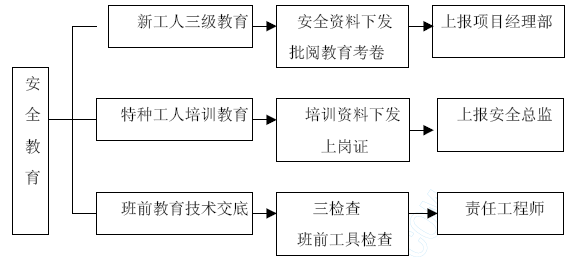 安
全
教
育
新工人三级教育
安全资料下发
批阅教育考卷
上报项目经理部
特种工人培训教育
培训资料下发
上岗证
上报安全总监
班前教育技术交底
三检查
班前工具检查
责任工程师